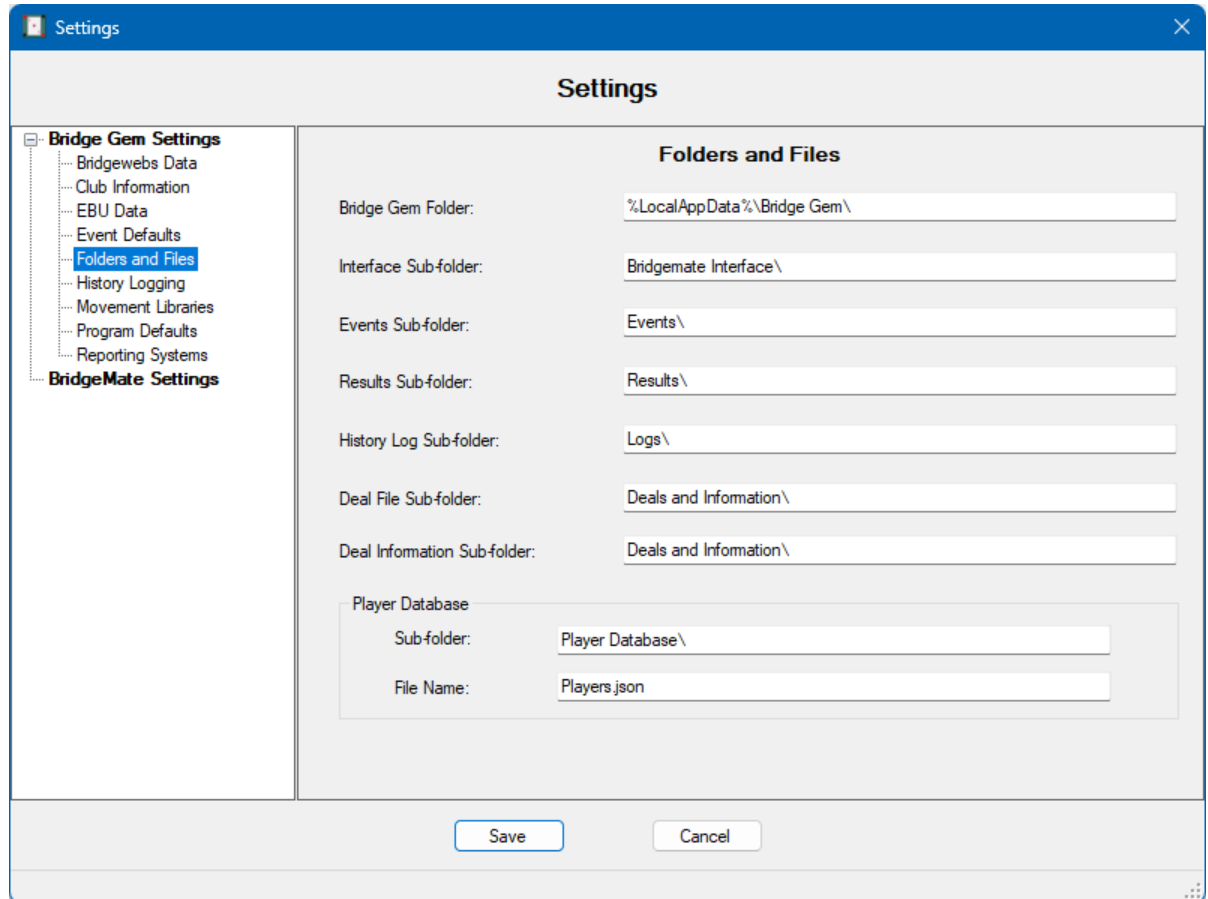 Settings
Settings
Bridge Gem Settings
Bridgewebs Data
Club Information
EBU Data
Event Defaults
Folders and Files
History Logging
Movement Libraries
Program Defaults
Reporting Systems
BridgeMate Settings
Folders and Files
Bridge Gem Folder: %LocalAppData%\Bridge Gem\
Interface Sub-folder: Bridgemate Interface\
Events Sub-folder: Events\
Results Sub-folder: Results\
History Log Sub-folder: Logs\
Deal File Sub-folder: Deals and Information\
Deal Information Sub-folder: Deals and Information\
Player Database
Sub-folder: Player Database\
File Name: Players.json
Save Cancel